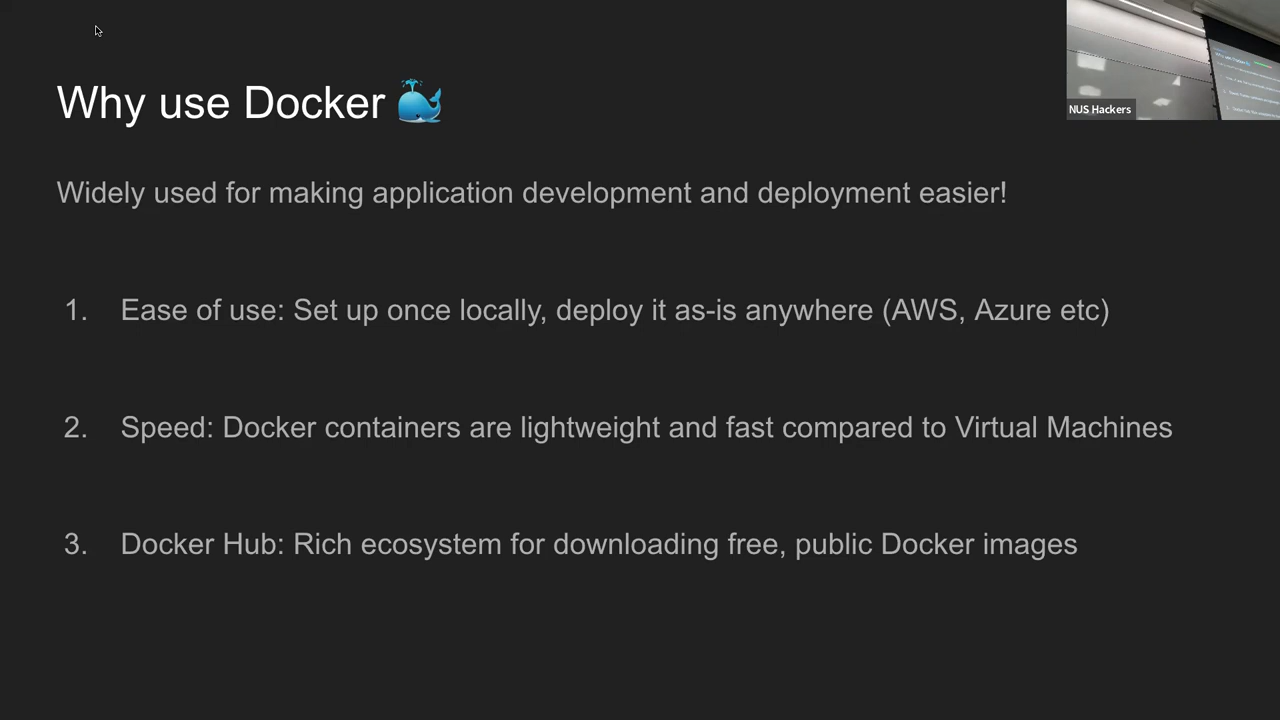 Why use Docker
NUS Hackers
Widely used for making application development and deployment easier!
1. Ease of use: Set up once locally, deploy it as-is anywhere (AWS, Azure etc)
2. Speed: Docker containers are lightweight and fast compared to Virtual Machines
3. Docker Hub: Rich ecosystem for downloading free, public Docker images